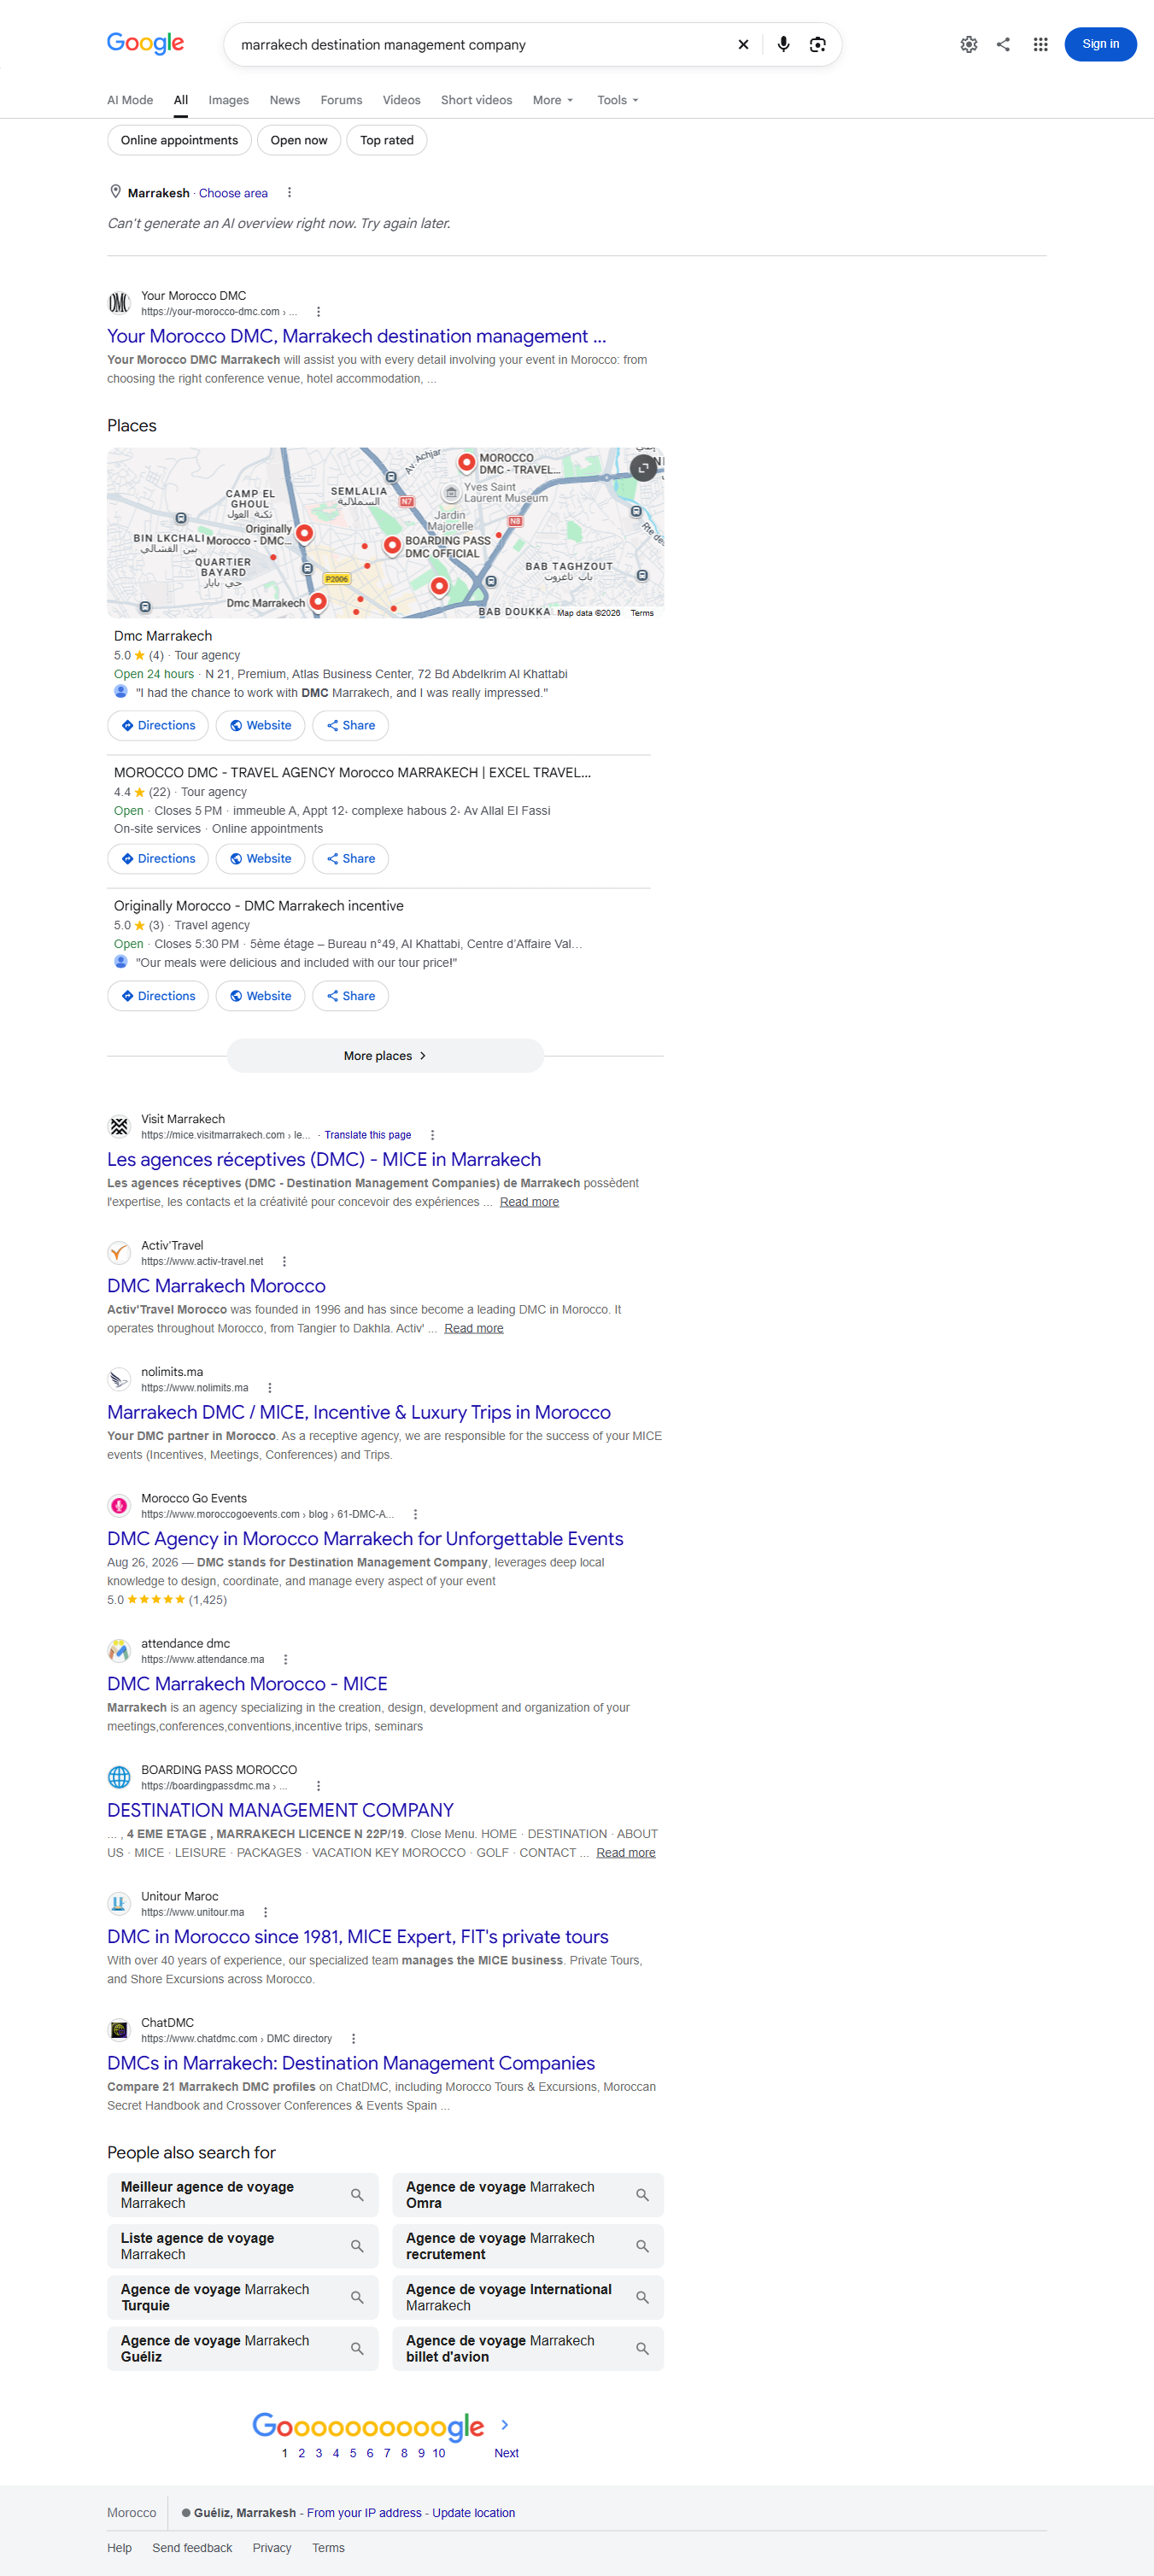 Google
marrakech destination management company
Sign in
AI Mode
All
Images
News
Forums
Videos
Short videos
More
Tools
Online appointments
Open now
Top rated
Marrakesh · Choose area
Can't generate an AI overview right now. Try again later.
DMC
Your Morocco DMC
https://your-morocco-dmc.com › ...
Your Morocco DMC, Marrakech destination management ...
Your Morocco DMC Marrakech will assist you with every detail involving your event in Morocco: from
choosing the right conference venue, hotel accommodation, ...
Places
Av. Achjar
MOROCCO
DMC - TRAVEL...
SEMLALIA
السملالية
N7
Yves Saint
Laurent Museum
CAMP EL
GHOUL
تكنة الغول
Jardin
Majorelle
N8
Originally
Morocco - DMC...
BIN LKCHALI
بين القشالي
BOARDING PASS
DMC OFFICIAL
QUARTIER
BAYARD
حي بايار
P2006
BAB TAGHZOUT
باب تاغزوت
Dmc Marrakech
BAB DOUKKA
Map data ©2026
Terms
Dmc Marrakech
5.0 (4) · Tour agency
Open 24 hours · N 21, Premium, Atlas Business Center, 72 Bd Abdelkrim Al Khattabi
"I had the chance to work with DMC Marrakech, and I was really impressed."
Directions
Website
Share
MOROCCO DMC - TRAVEL AGENCY Morocco MARRAKECH | EXCEL TRAVEL...
4.4 (22) · Tour agency
Open · Closes 5 PM · immeuble A, Appt 12، complexe habous 2، Av Allal El Fassi
On-site services · Online appointments
Directions
Website
Share
Originally Morocco - DMC Marrakech incentive
5.0 (3) · Travel agency
Open · Closes 5:30 PM · 5ème étage – Bureau n°49, Al Khattabi, Centre d'Affaire Val...
"Our meals were delicious and included with our tour price!"
Directions
Website
Share
More places
Visit Marrakech
https://mice.visitmarrakech.com › le... · Translate this page
Les agences réceptives (DMC) - MICE in Marrakech
Les agences réceptives (DMC - Destination Management Companies) de Marrakech possèdent
l'expertise, les contacts et la créativité pour concevoir des expériences ... Read more
Activ'Travel
https://www.activ-travel.net
DMC Marrakech Morocco
Activ'Travel Morocco was founded in 1996 and has since become a leading DMC in Morocco. It
operates throughout Morocco, from Tangier to Dakhla. Activ' ... Read more
nolimits.ma
https://www.nolimits.ma
Marrakech DMC / MICE, Incentive & Luxury Trips in Morocco
Your DMC partner in Morocco. As a receptive agency, we are responsible for the success of your MICE
events (Incentives, Meetings, Conferences) and Trips.
Morocco Go Events
https://www.moroccogoevents.com › blog › 61-DMC-A...
DMC Agency in Morocco Marrakech for Unforgettable Events
Aug 26, 2026 — DMC stands for Destination Management Company, leverages deep local
knowledge to design, coordinate, and manage every aspect of your event
5.0 (1,425)
attendance dmc
https://www.attendance.ma
DMC Marrakech Morocco - MICE
Marrakech is an agency specializing in the creation, design, development and organization of your
meetings,conferences,conventions,incentive trips, seminars
BOARDING PASS MOROCCO
https://boardingpassdmc.ma › ...
DESTINATION MANAGEMENT COMPANY
... , 4 EME ETAGE , MARRAKECH LICENCE N 22P/19. Close Menu. HOME · DESTINATION · ABOUT
US · MICE · LEISURE · PACKAGES · VACATION KEY MOROCCO · GOLF · CONTACT ... Read more
Unitour Maroc
https://www.unitour.ma
DMC in Morocco since 1981, MICE Expert, FIT's private tours
With over 40 years of experience, our specialized team manages the MICE business. Private Tours,
and Shore Excursions across Morocco.
ChatDMC
https://www.chatdmc.com › DMC directory
DMCs in Marrakech: Destination Management Companies
Compare 21 Marrakech DMC profiles on ChatDMC, including Morocco Tours & Excursions, Moroccan
Secret Handbook and Crossover Conferences & Events Spain ...
People also search for
Meilleur agence de voyage
Marrakech
Agence de voyage Marrakech
Omra
Liste agence de voyage
Marrakech
Agence de voyage Marrakech
recrutement
Agence de voyage Marrakech
Turquie
Agence de voyage International
Marrakech
Agence de voyage Marrakech
Guéliz
Agence de voyage Marrakech
billet d'avion
Goooooooooogle
1 2 3 4 5 6 7 8 9 10 Next
Morocco
Guéliz, Marrakesh - From your IP address - Update location
Help
Send feedback
Privacy
Terms